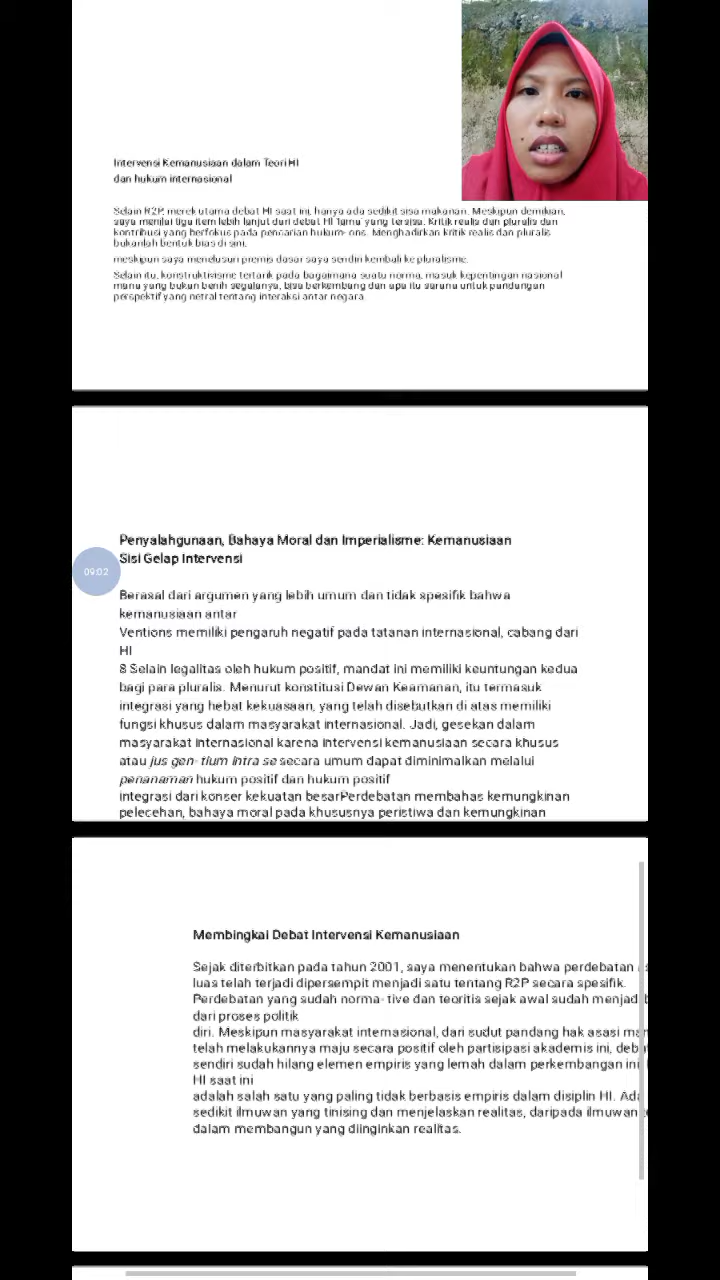 Intervensi Kemanusiaan dalam Teori HI
dan hukum internasional
Selain R2P, merek utama debat HI saat ini, hanya ada sedikit sisa makanan. Meskipun demikian,
saya menilai tiga item lebih lanjut dari debat HI 'lama' yang tersisa. Kritik realis dan pluralis dan
kontribusi yang berfokus pada pencarian hukum- ons. Menghadirkan kritik realis dan pluralis
bukanlah bentuk bias di sini,
meskipun saya menelusuri premis dasar saya sendiri kembali ke pluralisme.
Selain itu, konstruktivisme tertarik pada bagaimana suatu norma, masuk kepentingan nasional
mana yang bukan benih segalanya, bisa berkembang dan apa itu sarana untuk pandangan
perspektif yang netral tentang interaksi antar negara
Penyalahgunaan, Bahaya Moral dan Imperialisme: Kemanusiaan
Sisi Gelap Intervensi
09:02
Berasal dari argumen yang lebih umum dan tidak spesifik bahwa
kemanusiaan antar
Ventions memiliki pengaruh negatif pada tatanan internasional, cabang dari
HI
8 Selain legalitas oleh hukum positif, mandat ini memiliki keuntungan kedua
bagi para pluralis. Menurut konstitusi Dewan Keamanan, itu termasuk
integrasi yang hebat kekuasaan, yang telah disebutkan di atas memiliki
fungsi khusus dalam masyarakat internasional. Jadi, gesekan dalam
masyarakat internasional karena intervensi kemanusiaan secara khusus
atau jus gen- tium intra se secara umum dapat diminimalkan melalui
penanaman hukum positif dan hukum positif
integrasi dari konser kekuatan besarPerdebatan membahas kemungkinan
pelecehan, bahaya moral pada khususnya peristiwa dan kemungkinan
Membingkai Debat Intervensi Kemanusiaan
Sejak diterbitkan pada tahun 2001, saya menentukan bahwa perdebatan
luas telah terjadi dipersempit menjadi satu tentang R2P secara spesifik.
Perdebatan yang sudah norma- tive dan teoritis sejak awal sudah menjadi
dari proses politik
diri. Meskipun masyarakat internasional, dari sudut pandang hak asasi
telah melakukannya maju secara positif oleh partisipasi akademis ini,
sendiri sudah hilang elemen empiris yang lemah dalam perkembangan ini
HI saat ini
adalah salah satu yang paling tidak berbasis empiris dalam disiplin HI.
sedikit ilmuwan yang tinising dan menjelaskan realitas, daripada ilmuwan
dalam membangun yang diinginkan realitas.